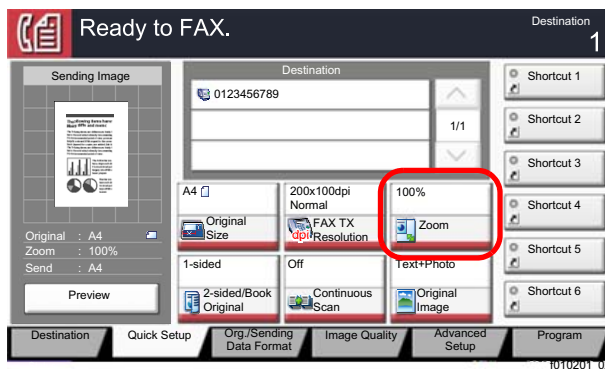 Ready to FAX.
Destination
1
Sending Image
Original : A4
Zoom : 100%
Send : A4
Preview
Destination
0123456789
1/1
A4
Original
Size
200x100dpi
Normal
dpi
FAX TX
Resolution
100%
Zoom
1-sided
2-sided/Book
Original
Off
Continuous
Scan
Text+Photo
Original
Image
Shortcut 1
Shortcut 2
Shortcut 3
Shortcut 4
Shortcut 5
Shortcut 6
Destination
Quick Setup
Org./Sending
Data Format
Image Quality
Advanced
Setup
Program